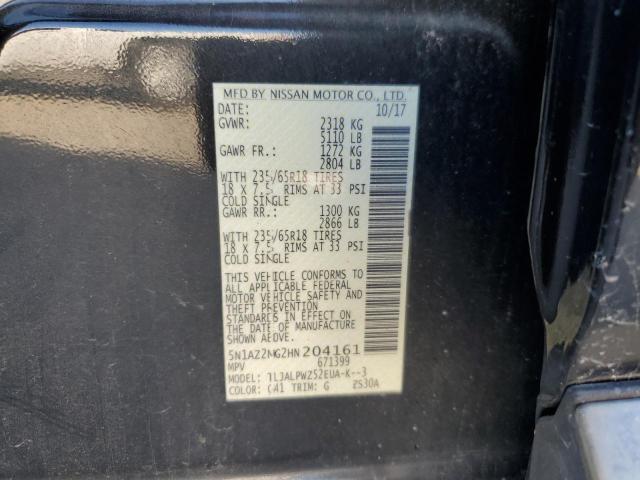 MFD BY NISSAN MOTOR CO., LTD.
DATE: 10/17
GVWR: 2318 KG
5110 LB
GAWR FR.: 1272 KG
2804 LB
WITH 235/65R18 TIRES
18 X 7.5 RIMS AT 33 PSI
COLD SINGLE
GAWR RR.: 1300 KG
2866 LB
WITH 235/65R18 TIRES
18 X 7.5 RIMS AT 33 PSI
COLD SINGLE
THIS VEHICLE CONFORMS TO
ALL APPLICABLE FEDERAL
MOTOR VEHICLE SAFETY AND
THEFT PREVENTION
STANDARDS IN EFFECT ON
THE DATE OF MANUFACTURE
SHOWN ABOVE.
5N1AZ2MG2HN204161
MPV 671399
MODEL: TLJALPWZ52EUA-K--3
COLOR: TRIM: G ZS30A